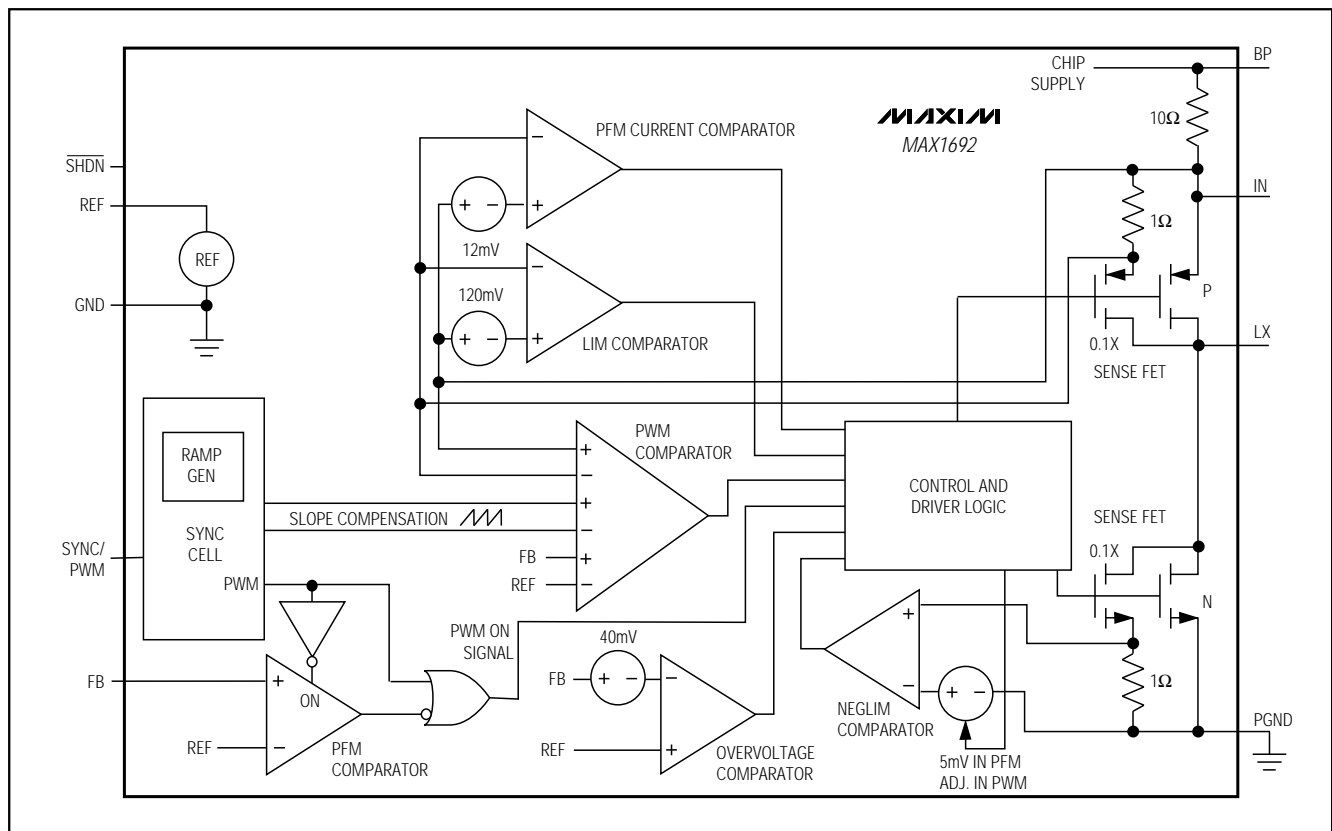 BP
CHIP
SUPPLY
MAXIM
MAX1692
10Ω
PFM CURRENT COMPARATOR
−
+
+ −
12mV
SHDN
REF
REF
GND
IN
1Ω
P
−
+
120mV
+ −
LIM COMPARATOR
LX
0.1X
SENSE FET
RAMP
GEN
SYNC
CELL
SYNC/
PWM
PWM
SLOPE COMPENSATION
PWM
COMPARATOR
+
−
+
−
FB
+
REF
−
CONTROL AND
DRIVER LOGIC
SENSE FET
0.1X
N
PWM ON
SIGNAL
FB
+
ON
REF
−
PFM
COMPARATOR
40mV
FB
+ −
−
REF
+
OVERVOLTAGE
COMPARATOR
+
−
+ −
NEGLIM
COMPARATOR
5mV IN PFM
ADJ. IN PWM
1Ω
PGND